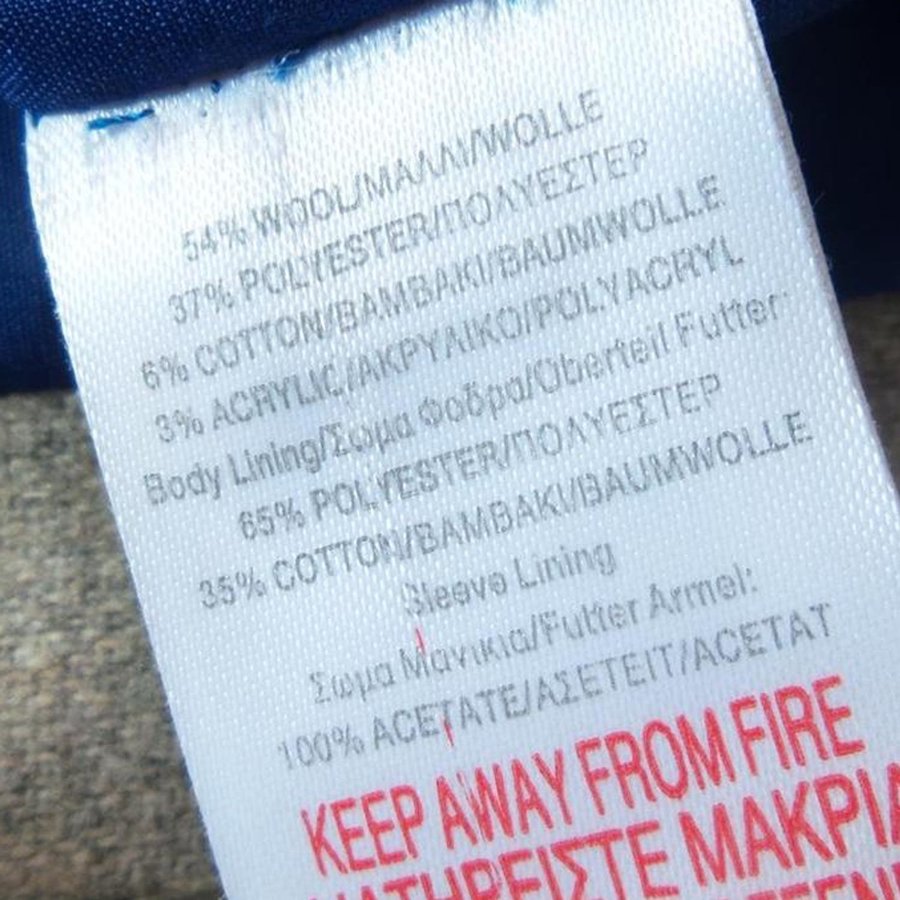 54% WOOL/ΜΑΛΛΙ/WOLLE
37% POLYESTER/ΠΟΛΥΕΣΤΕΡ
6% COTTON/BAMBAKI/BAUMWOLLE
3% ACRYLIC/ΑΚΡΥΛΙΚΟ/POLYACRYL
Body Lining/Σωμα Φοδρα/Oberteil Futter:
65% POLYESTER/ΠΟΛΥΕΣΤΕΡ
35% COTTON/BAMBAKI/BAUMWOLLE
Sleeve Lining
Σωμα Μανικια/Futter Armel:
100% ACETATE/ΑΣΕΤΕΙΤ/ACETAT
KEEP AWAY FROM FIRE